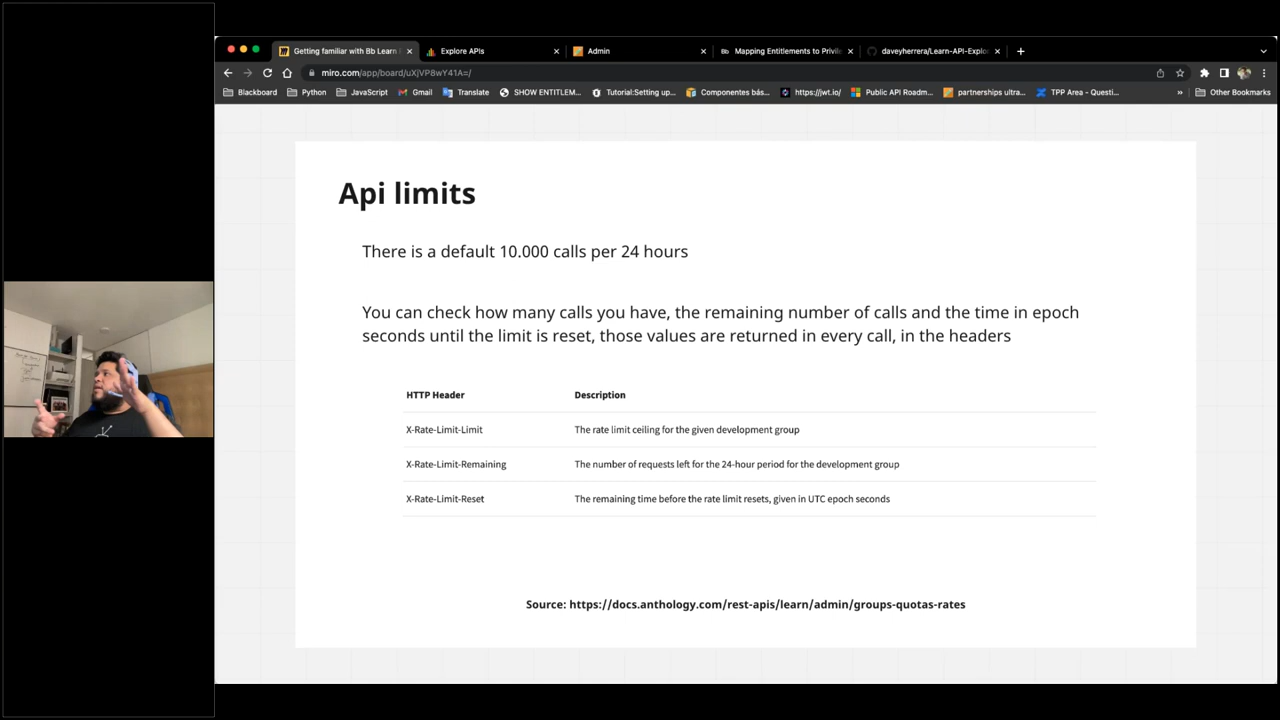 Getting familiar with Bb Learn
Explore APIs
Admin
Bb Mapping Entitlements to Privile
daveyherrera/Learn-API-Explo
miro.com/app/board/uXjVP8wY41A=/
Blackboard
Python
JavaScript
Gmail
Translate
SHOW ENTITLEM...
Tutorial:Setting up...
Componentes bás...
https://jwt.io/
Public API Roadm...
partnerships ultra...
TPP Area - Questi...
Other Bookmarks
Api limits
There is a default 10.000 calls per 24 hours
You can check how many calls you have, the remaining number of calls and the time in epoch
seconds until the limit is reset, those values are returned in every call, in the headers
HTTP Header Description
X-Rate-Limit-Limit The rate limit ceiling for the given development group
X-Rate-Limit-Remaining The number of requests left for the 24-hour period for the development group
X-Rate-Limit-Reset The remaining time before the rate limit resets, given in UTC epoch seconds
Source: https://docs.anthology.com/rest-apis/learn/admin/groups-quotas-rates